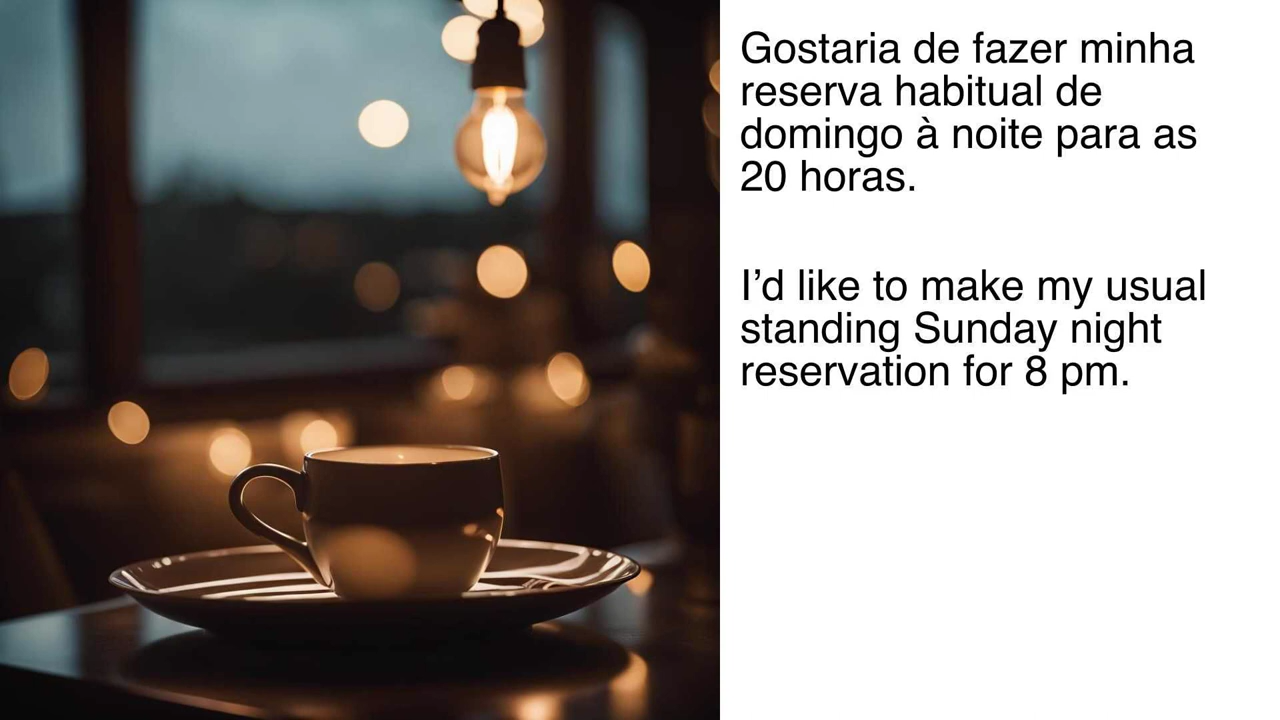 Gostaria de fazer minha
reserva habitual de
domingo à noite para as
20 horas.
I’d like to make my usual
standing Sunday night
reservation for 8 pm.